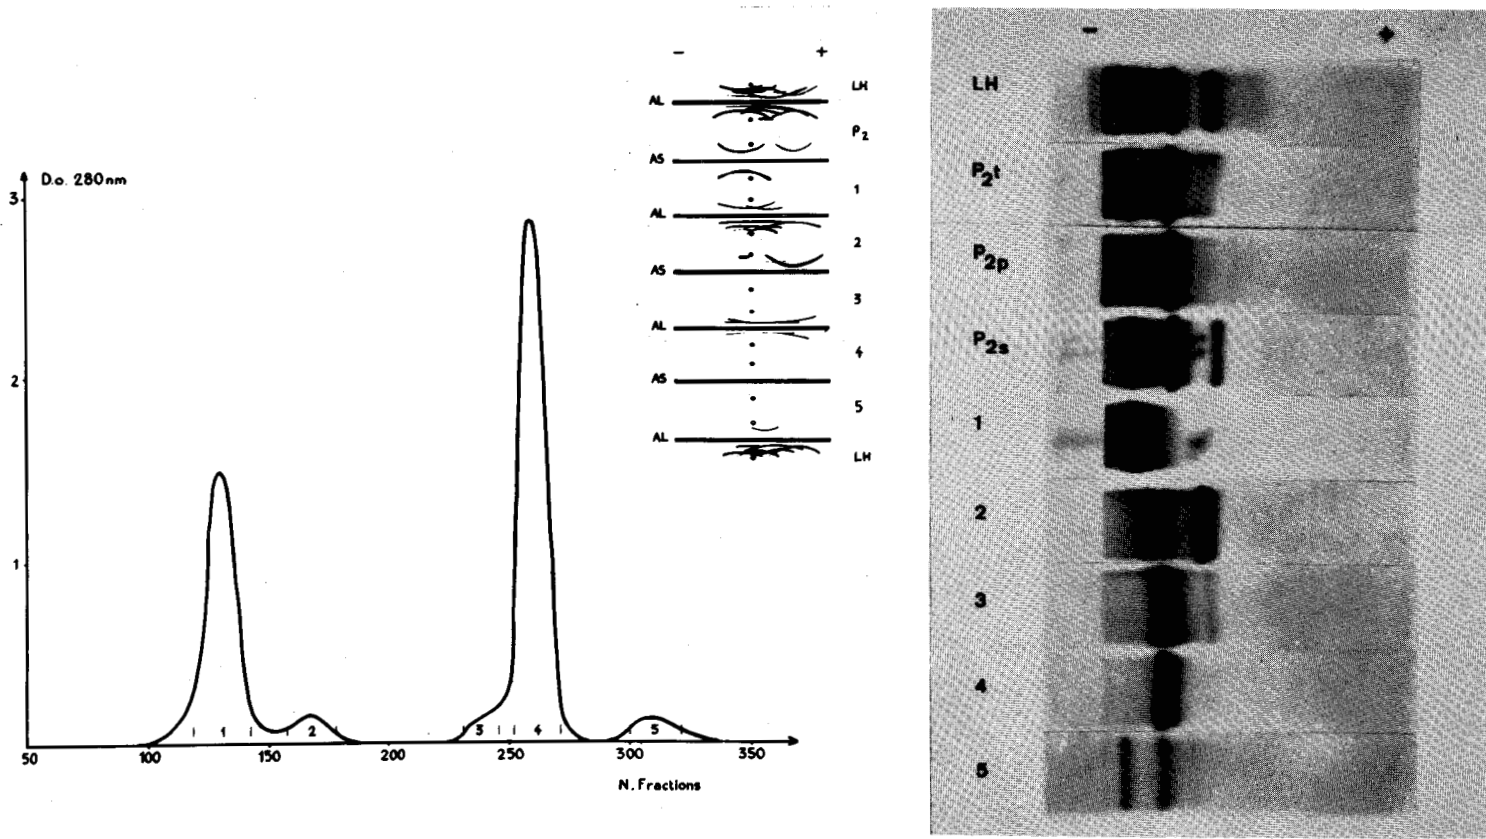 - +
AL LH
P2
AS
1
AL
2
AS
3
AL
4
AS
5
AL
LH
D.o. 280nm
3
2
1
1 2 3 4 5
50 100 150 200 250 300 350
N. Fractions
- +
LH
P2t
P2p
P2s
1
2
3
4
5